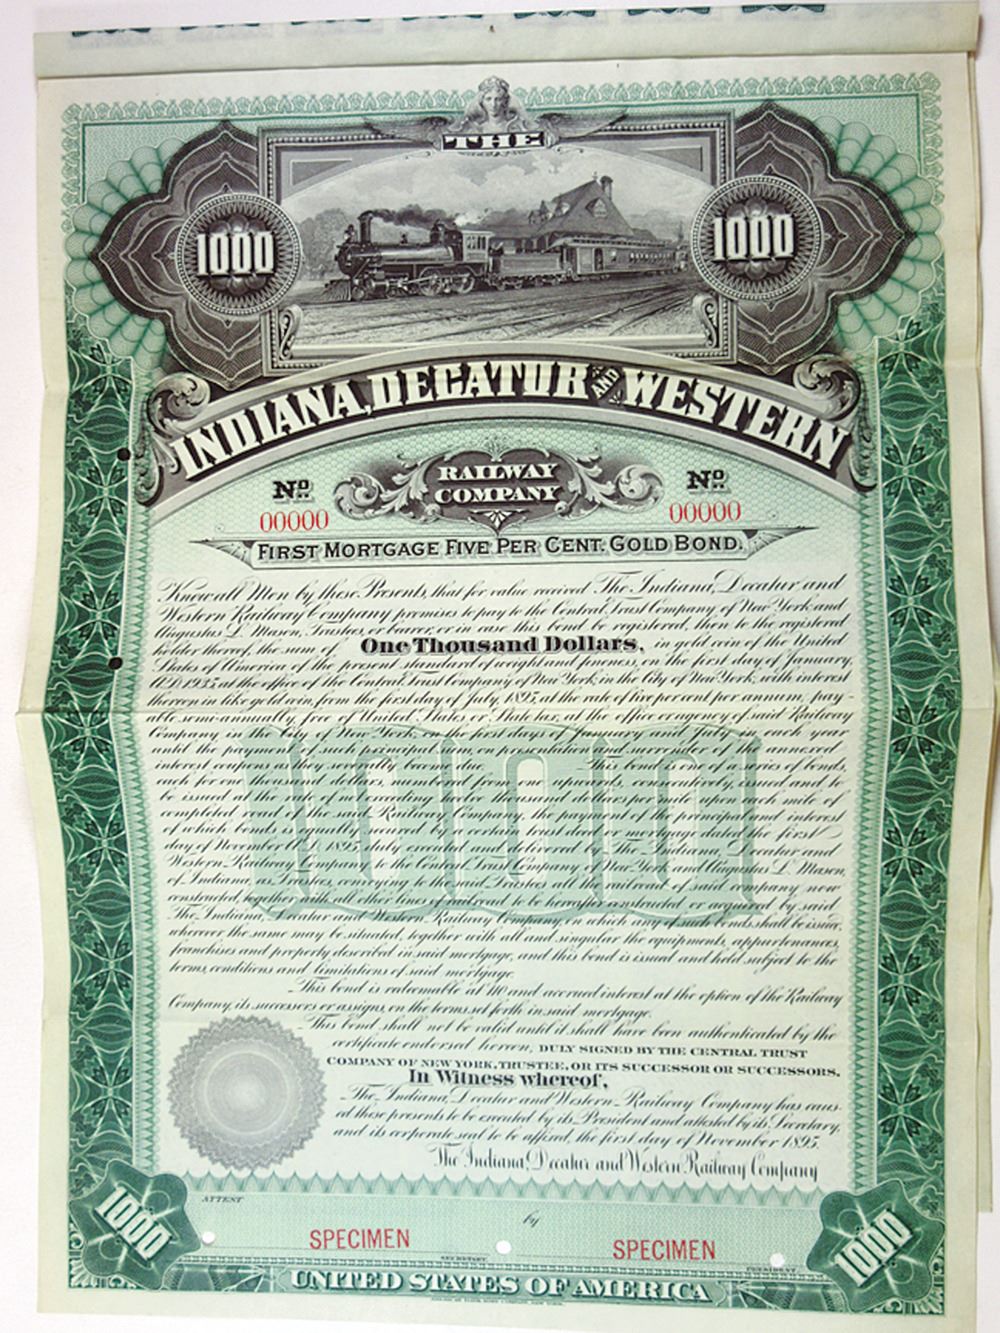 THE
1000
1000
INDIANA, DECATUR AND WESTERN
RAILWAY
COMPANY
No. No.
00000 00000
FIRST MORTGAGE FIVE PER CENT. GOLD BOND.
Know all Men by these Presents, that for value received The Indiana, Decatur and
Western Railway Company promises to pay to the Central Trust Company of New York and
Augustus L. Mason, Trustees, or bearer, or in case this bond be registered, then to the registered
holder thereof, the sum of One Thousand Dollars, in gold coin of the United
States of America of the present standard of weight and fineness, on the first day of January,
A.D. 1935, at the office of the Central Trust Company of New York, in the City of New York, with interest
thereon in like gold coin, from the first day of July, 1895, at the rate of five per cent per annum, pay-
able semi-annually, free of United States or State tax, at the office or agency of said Railway
Company, in the City of New York, on the first days of January and July in each year
until the payment of such principal sum, on presentation and surrender of the annexed
interest coupons as they severally become due. This bond is one of a series of bonds,
each for one thousand dollars, numbered from one upwards, consecutively, issued and to
be issued at the rate of not exceeding twelve thousand dollars per mile upon each mile of
completed road of the said Railway Company, the payment of the principal and interest
of which bonds is equally secured by a certain trust deed or mortgage dated the first
day of November A.D. 1895, duly executed and delivered by The Indiana, Decatur and
Western Railway Company to the Central Trust Company of New York and Augustus L. Mason,
of Indiana, as Trustees, conveying to the said Trustees all the railroad of said company now
constructed, together with all other lines of railroad to be hereafter constructed or acquired by said
The Indiana, Decatur and Western Railway Company, on which any of such bonds shall be issued,
wherever the same may be situated, together with all and singular the equipments, appurtenances,
franchises and property described in said mortgage, and this bond is issued and held subject to the
terms, conditions and limitations of said mortgage.
This bond is redeemable at 110 and accrued interest at the option of the Railway
Company, its successors or assigns, on the terms set forth in said mortgage.
This bond shall not be valid until it shall have been authenticated by the
certificate endorsed hereon, DULY SIGNED BY THE CENTRAL TRUST
COMPANY OF NEW YORK, TRUSTEE, OR ITS SUCCESSOR OR SUCCESSORS.
In Witness whereof,
The Indiana, Decatur and Western Railway Company has caus-
ed these presents to be executed by its President and attested by its Secretary,
and its corporate seal to be affixed, the first day of November 1895.
The Indiana, Decatur and Western Railway Company
1000
ATTEST
by
SPECIMEN
SECRETARY.
SPECIMEN
PRESIDENT
1000
1000
UNITED STATES OF AMERICA